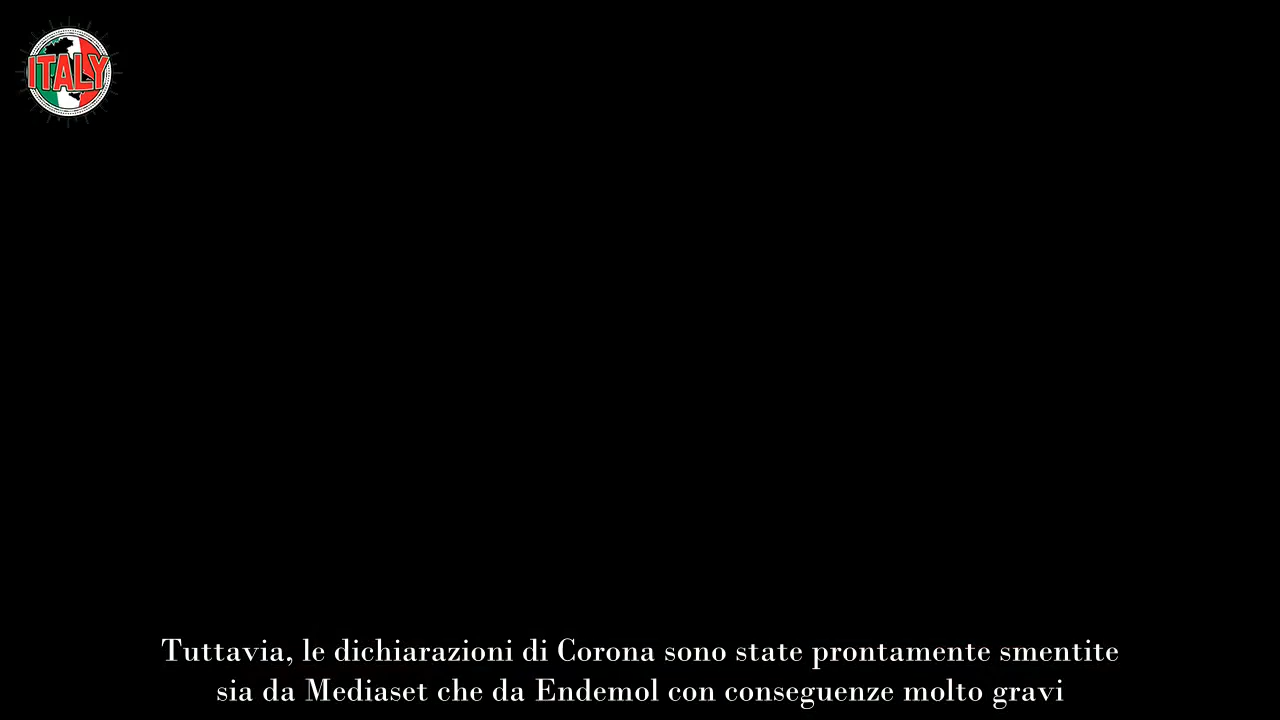 ITALY
Tuttavia, le dichiarazioni di Corona sono state prontamente smentite
sia da Mediaset che da Endemol con conseguenze molto gravi